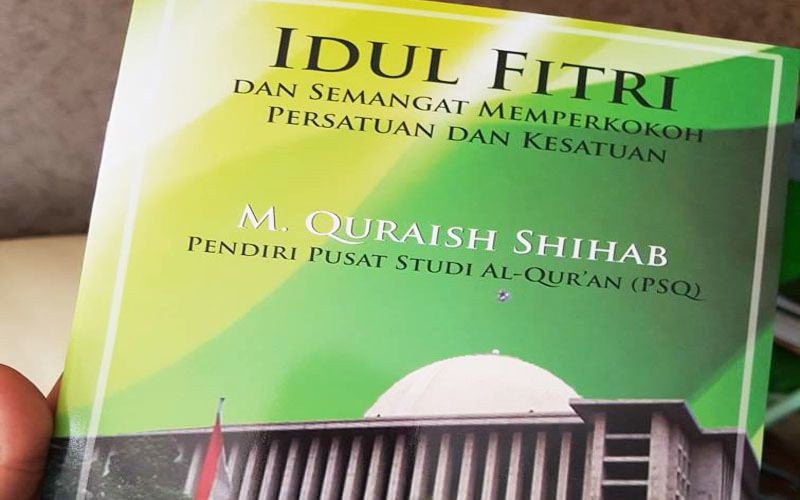 IDUL FITRI
DAN SEMANGAT MEMPERKOKOH
PERSATUAN DAN KESATUAN
M. QURAISH SHIHAB
PENDIRI PUSAT STUDI AL-QUR'AN (PSQ)